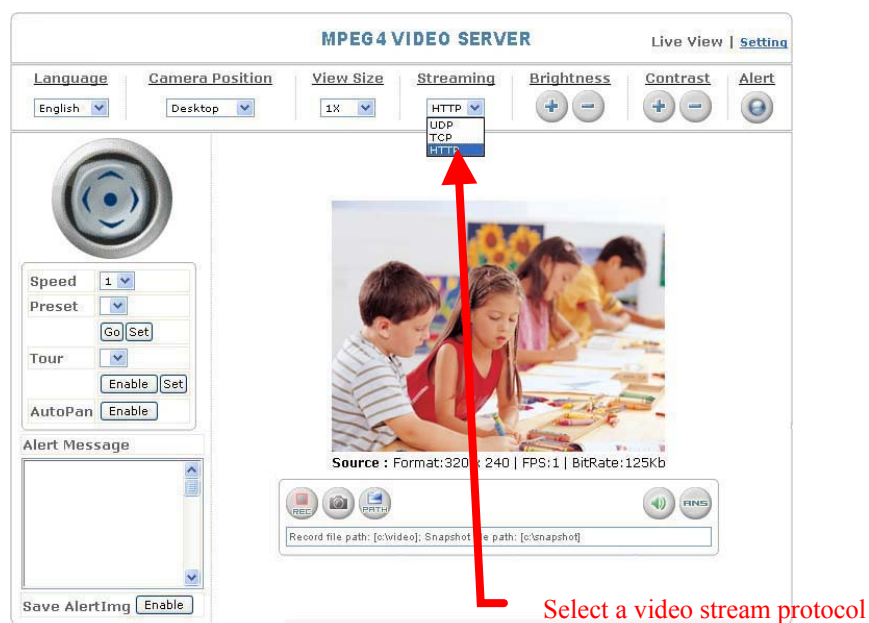 MPEG4 VIDEO SERVER
Live View | Setting
Language Camera Position View Size Streaming Brightness Contrast Alert
English Desktop 1X HTTP + - + -
UDP
TCP
HTTP
Speed 1
Preset
Go Set
Tour
Enable Set
AutoPan Enable
Alert Message
Save AlertImg Enable
Source : Format:320 x 240 | FPS:1 | BitRate:125Kb
REC PATH ANS
Record file path: [c:\video]; Snapshot file path: [c:\snapshot]
Select a video stream protocol